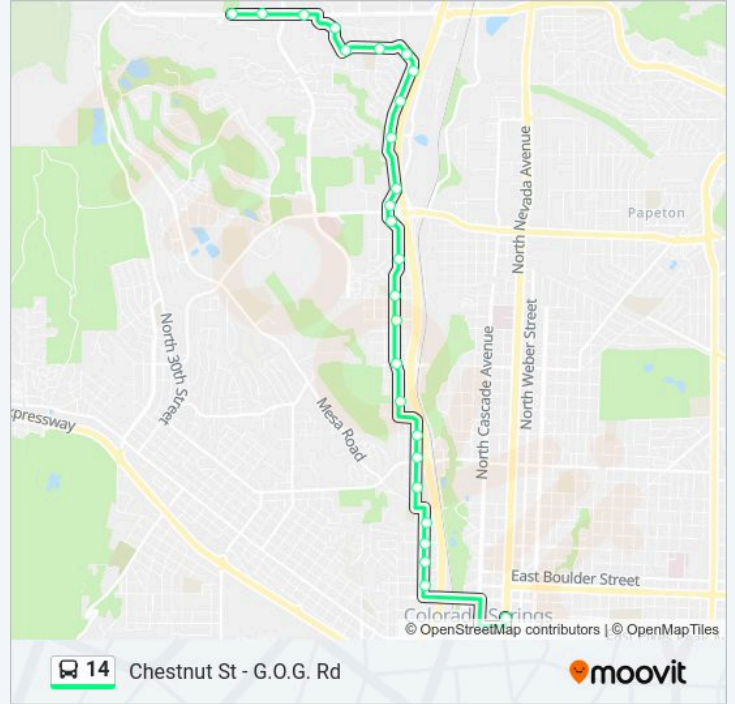 North Nevada Avenue
Papeton
North 30th Street
North Weber Street
North Cascade Avenue
Mesa Road
xpressway
East Boulder Street
Colorado Springs
© OpenStreetMap contributors | © OpenMapTiles
14 Chestnut St - G.O.G. Rd
moovit